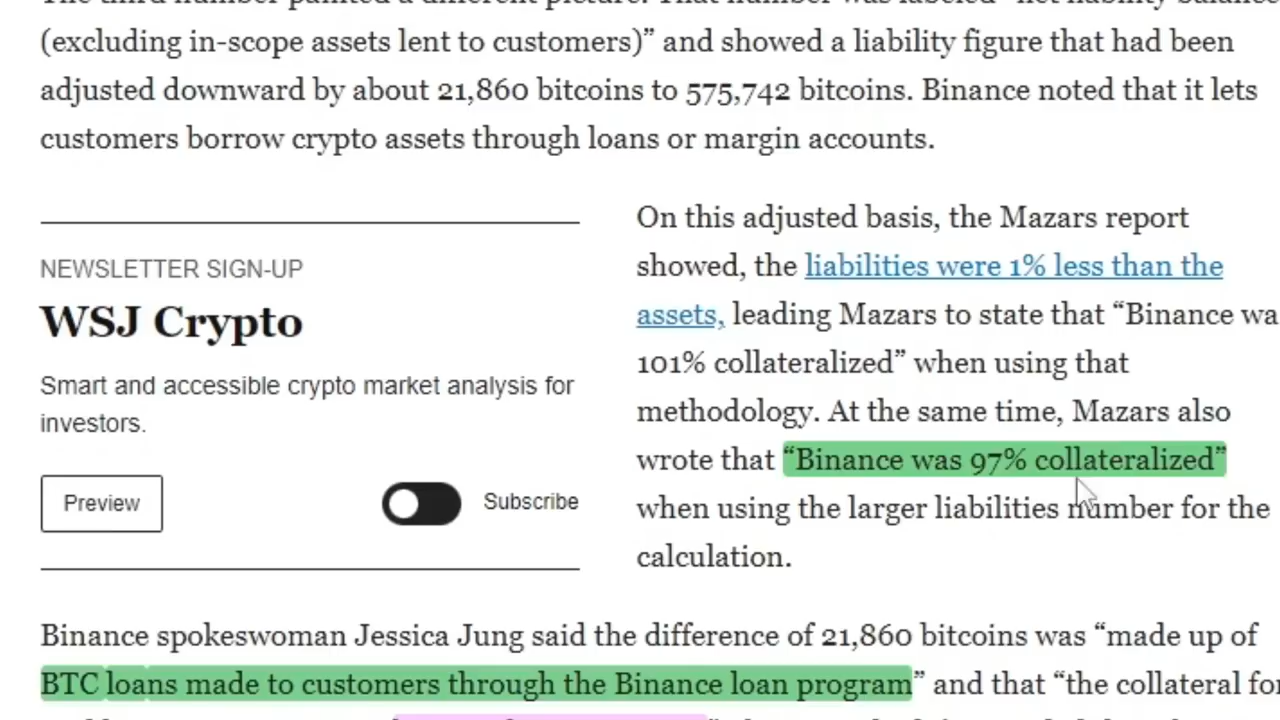 (excluding in-scope assets lent to customers)” and showed a liability figure that had been
adjusted downward by about 21,860 bitcoins to 575,742 bitcoins. Binance noted that it lets
customers borrow crypto assets through loans or margin accounts.
NEWSLETTER SIGN-UP
WSJ Crypto
Smart and accessible crypto market analysis for
investors.
Preview
Subscribe
On this adjusted basis, the Mazars report
showed, the liabilities were 1% less than the
assets, leading Mazars to state that “Binance wa
101% collateralized” when using that
methodology. At the same time, Mazars also
wrote that “Binance was 97% collateralized”
when using the larger liabilities number for the
calculation.
Binance spokeswoman Jessica Jung said the difference of 21,860 bitcoins was “made up of
BTC loans made to customers through the Binance loan program” and that “the collateral for